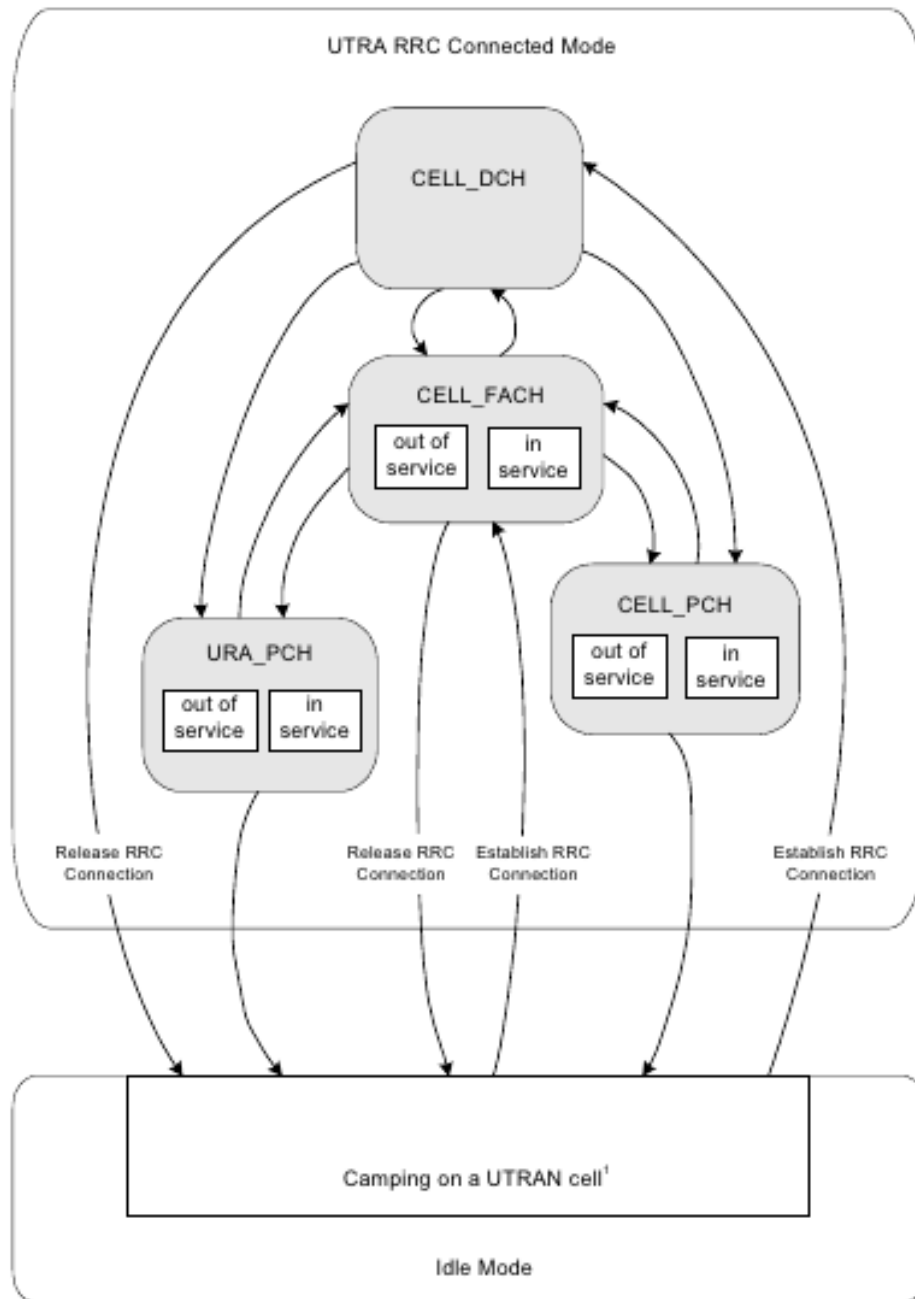 UTRA RRC Connected Mode
CELL_DCH
CELL_FACH
out of
service
in
service
CELL_PCH
out of
service
in
service
URA_PCH
out of
service
in
service
Release RRC
Connection
Release RRC
Connection
Establish RRC
Connection
Establish RRC
Connection
Camping on a UTRAN cell¹
Idle Mode